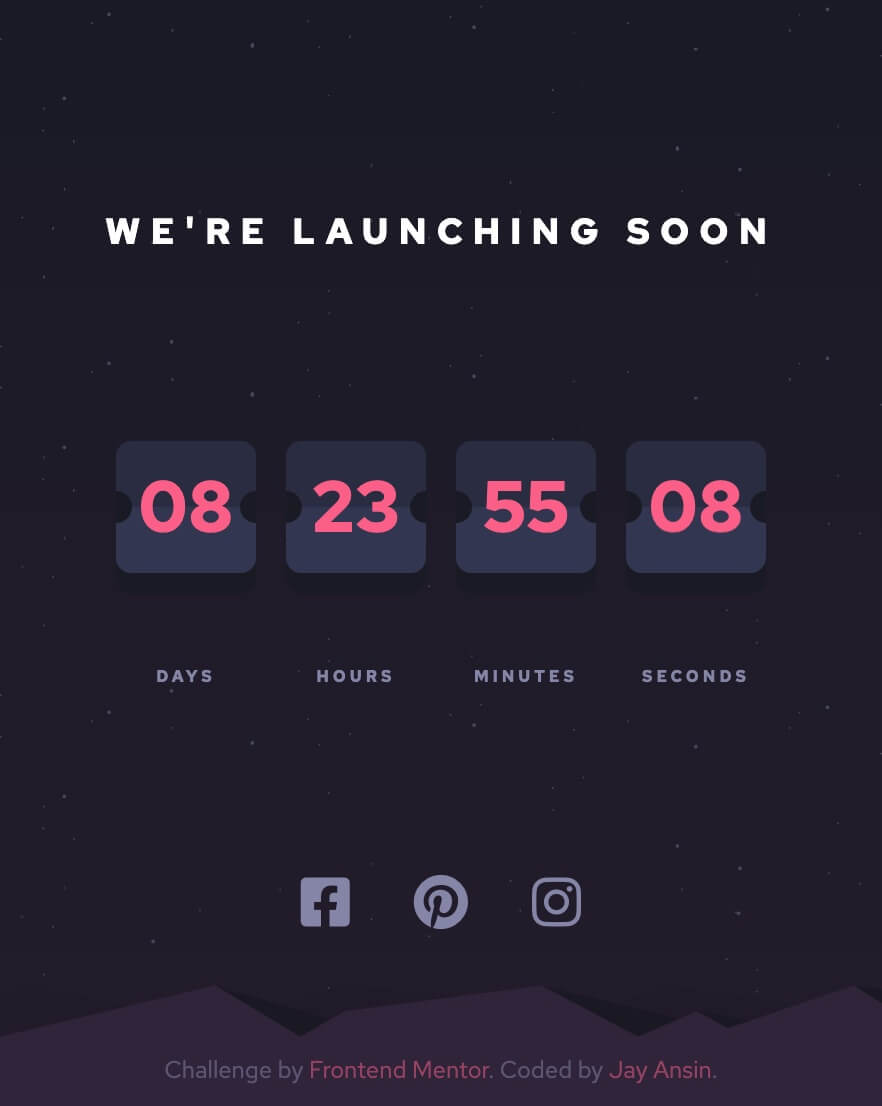 WE'RE LAUNCHING SOON
08 23 55 08
DAYS HOURS MINUTES SECONDS
Challenge by Frontend Mentor. Coded by Jay Ansin.